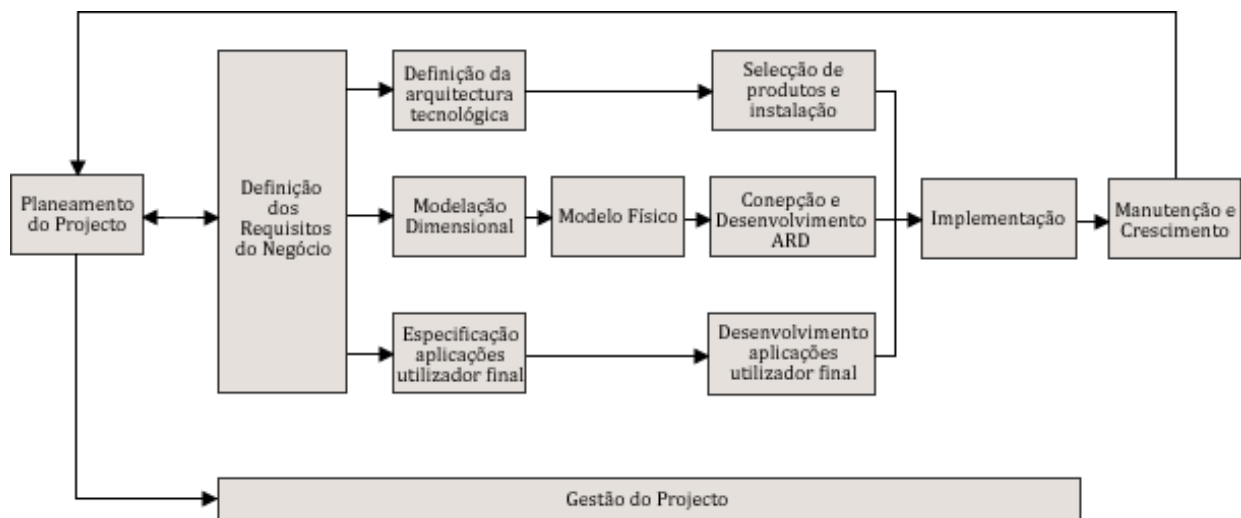 Planeamento
do Projecto
Definição
dos
Requisitos
do Negócio
Definição da
arquitectura
tecnológica
Selecção de
produtos e
instalação
Modelação
Dimensional
Modelo Físico
Conepção e
Desenvolvimento
ARD
Implementação
Manutenção e
Crescimento
Especificação
aplicações
utilizador final
Desenvolvimento
aplicações
utilizador final
Gestão do Projecto